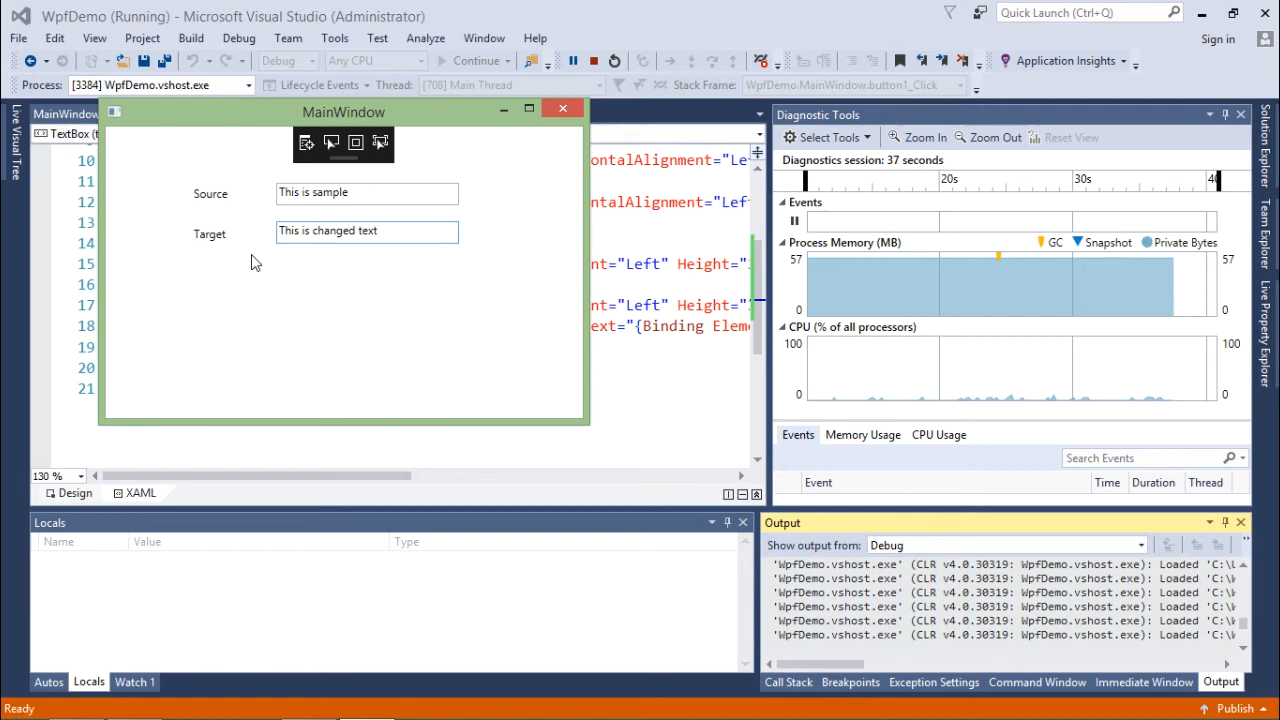 WpfDemo (Running) - Microsoft Visual Studio (Administrator)
Quick Launch (Ctrl+Q)
File Edit View Project Build Debug Team Tools Test Analyze Window Help
Sign in
Debug Any CPU Continue Application Insights
Process: [3384] WpfDemo.vshost.exe Lifecycle Events Thread: [708] Main Thread Stack Frame: WpfDemo.MainWindow.button1_Click
Live Visual Tree
MainWindow
TextBox
MainWindow
Source This is sample
Target This is changed text
10
11
12
13
14
15
16
17
18
19
20
21
ontalAlignment="Le
ontalAlignment="Lef
nt="Left" Height="
nt="Left" Height="
ext="{Binding Eleme
130 %
Design XAML
Diagnostic Tools
Select Tools Zoom In Zoom Out Reset View
Diagnostics session: 37 seconds
20s 30s
Events
Process Memory (MB) GC Snapshot Private Bytes
57 57
0 0
CPU (% of all processors)
100 100
0 0
Events Memory Usage CPU Usage
Search Events
Event Time Duration Thread
Solution Explorer
Team Explorer
Live Property Explorer
Locals
Name Value Type
Autos Locals Watch 1
Output
Show output from: Debug
'WpfDemo.vshost.exe' (CLR v4.0.30319: WpfDemo.vshost.exe): Loaded 'C:\
'WpfDemo.vshost.exe' (CLR v4.0.30319: WpfDemo.vshost.exe): Loaded 'C:\
'WpfDemo.vshost.exe' (CLR v4.0.30319: WpfDemo.vshost.exe): Loaded 'C:\
'WpfDemo.vshost.exe' (CLR v4.0.30319: WpfDemo.vshost.exe): Loaded 'C:\
'WpfDemo.vshost.exe' (CLR v4.0.30319: WpfDemo.vshost.exe): Loaded 'C:\
'WpfDemo.vshost.exe' (CLR v4.0.30319: WpfDemo.vshost.exe): Loaded 'C:\
Call Stack Breakpoints Exception Settings Command Window Immediate Window Output
Ready
Publish